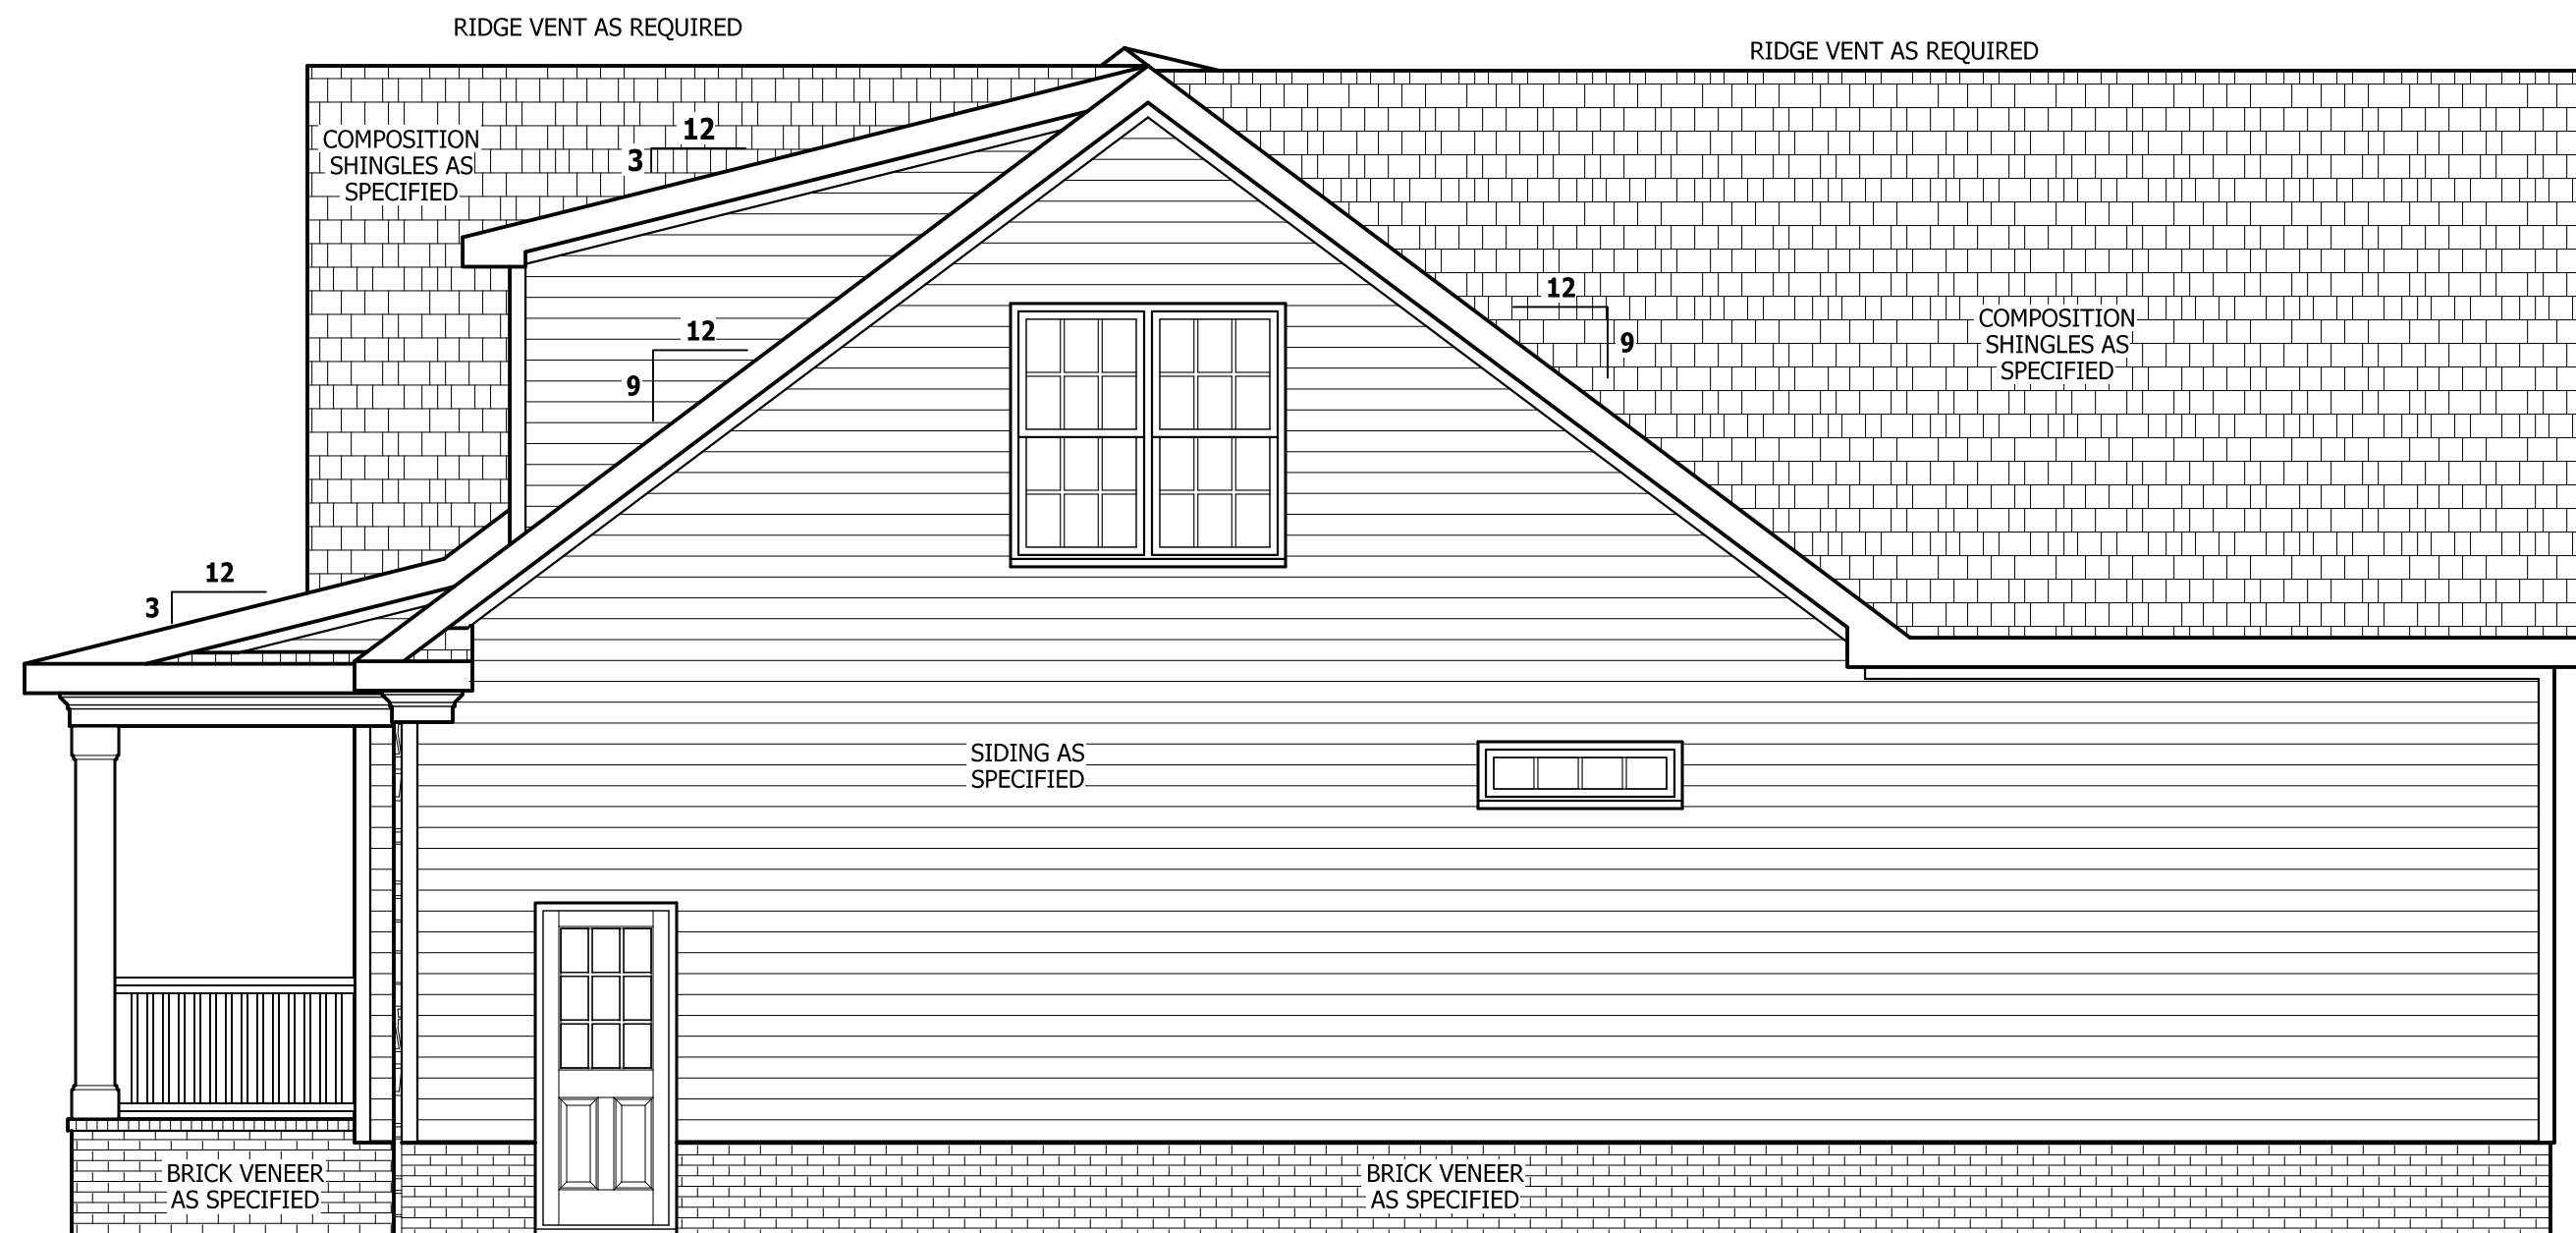 RIDGE VENT AS REQUIRED
RIDGE VENT AS REQUIRED
COMPOSITION
SHINGLES AS
SPECIFIED
12
3
12
9
12
9
COMPOSITION
SHINGLES AS
SPECIFIED
12
3
SIDING AS
SPECIFIED
BRICK VENEER
AS SPECIFIED
BRICK VENEER
AS SPECIFIED